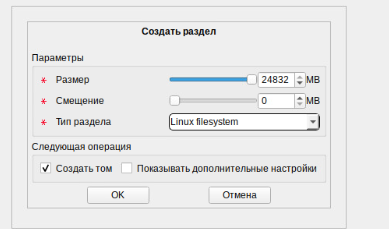 Создать раздел
Параметры
* Размер 24832 MB
* Смещение 0 MB
* Тип раздела Linux filesystem
Следующая операция
Создать том Показывать дополнительные настройки
OK Отмена